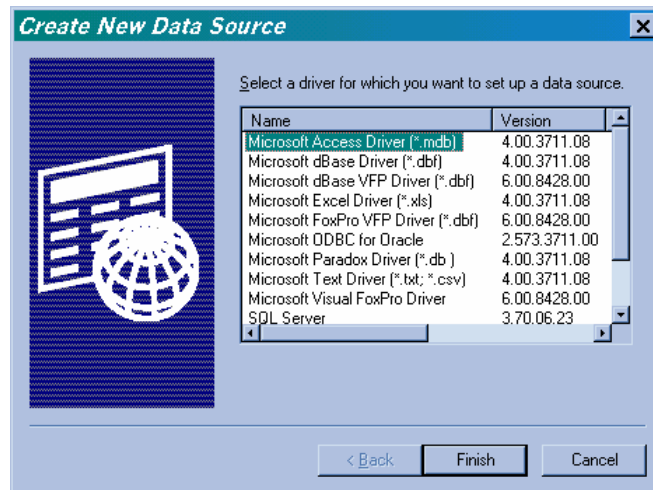 Create New Data Source
Select a driver for which you want to set up a data source.
Name Version
Microsoft Access Driver (*.mdb) 4.00.3711.08
Microsoft dBase Driver (*.dbf) 4.00.3711.08
Microsoft dBase VFP Driver (*.dbf) 6.00.8428.00
Microsoft Excel Driver (*.xls) 4.00.3711.08
Microsoft FoxPro VFP Driver (*.dbf) 6.00.8428.00
Microsoft ODBC for Oracle 2.573.3711.00
Microsoft Paradox Driver (*.db ) 4.00.3711.08
Microsoft Text Driver (*.txt; *.csv) 4.00.3711.08
Microsoft Visual FoxPro Driver 6.00.8428.00
SQL Server 3.70.06.23
< Back Finish Cancel